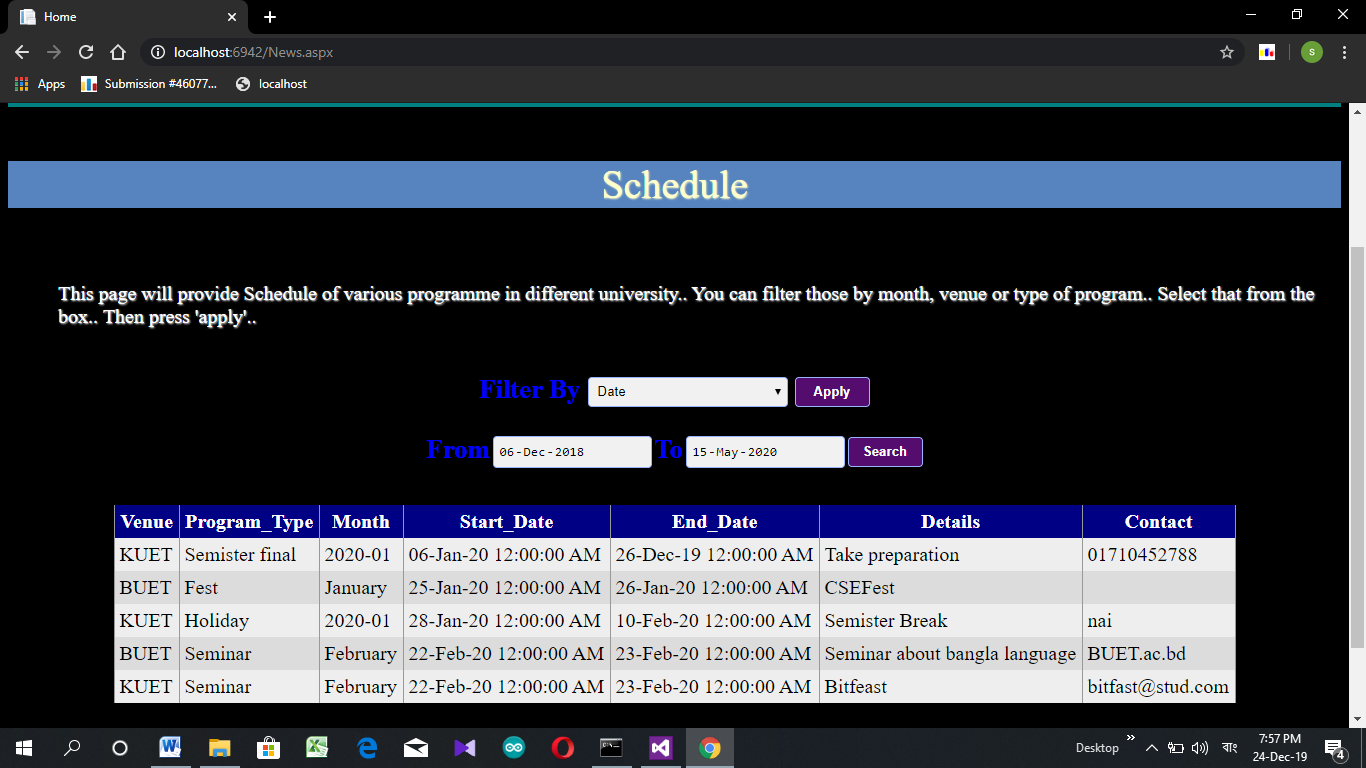 Home
localhost:6942/News.aspx
S
Apps Submission #46077... localhost
Schedule
This page will provide Schedule of various programme in different university.. You can filter those by month, venue or type of program.. Select that from the
box.. Then press 'apply'..
Filter By Date Apply
From 06-Dec-2018 To 15-May-2020 Search
Venue Program_Type Month Start_Date End_Date Details Contact
KUET Semister final 2020-01 06-Jan-20 12:00:00 AM 26-Dec-19 12:00:00 AM Take preparation 01710452788
BUET Fest January 25-Jan-20 12:00:00 AM 26-Jan-20 12:00:00 AM CSEFest
KUET Holiday 2020-01 28-Jan-20 12:00:00 AM 10-Feb-20 12:00:00 AM Semister Break nai
BUET Seminar February 22-Feb-20 12:00:00 AM 23-Feb-20 12:00:00 AM Seminar about bangla language BUET.ac.bd
KUET Seminar February 22-Feb-20 12:00:00 AM 23-Feb-20 12:00:00 AM Bitfeast bitfast@stud.com
Desktop বাং 7:57 PM
24-Dec-19
4